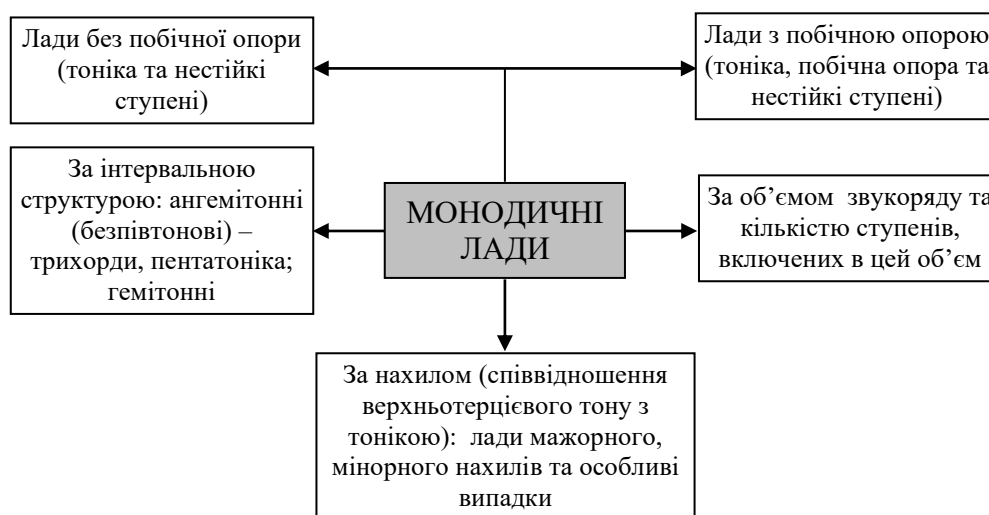 Лади без побічної опори
(тоніка та нестійкі
ступені)
Лади з побічною опорою
(тоніка, побічна опора та
нестійкі ступені)
За інтервальною
структурою: ангемітонні
(безпівтонові) –
трихорди, пентатоніка;
гемітонні
МОНОДИЧНІ
ЛАДИ
За об’ємом звукоряду та
кількістю ступенів,
включених в цей об’єм
За нахилом (співвідношення
верхньотерцієвого тону з
тонікою): лади мажорного,
мінорного нахилів та особливі
випадки